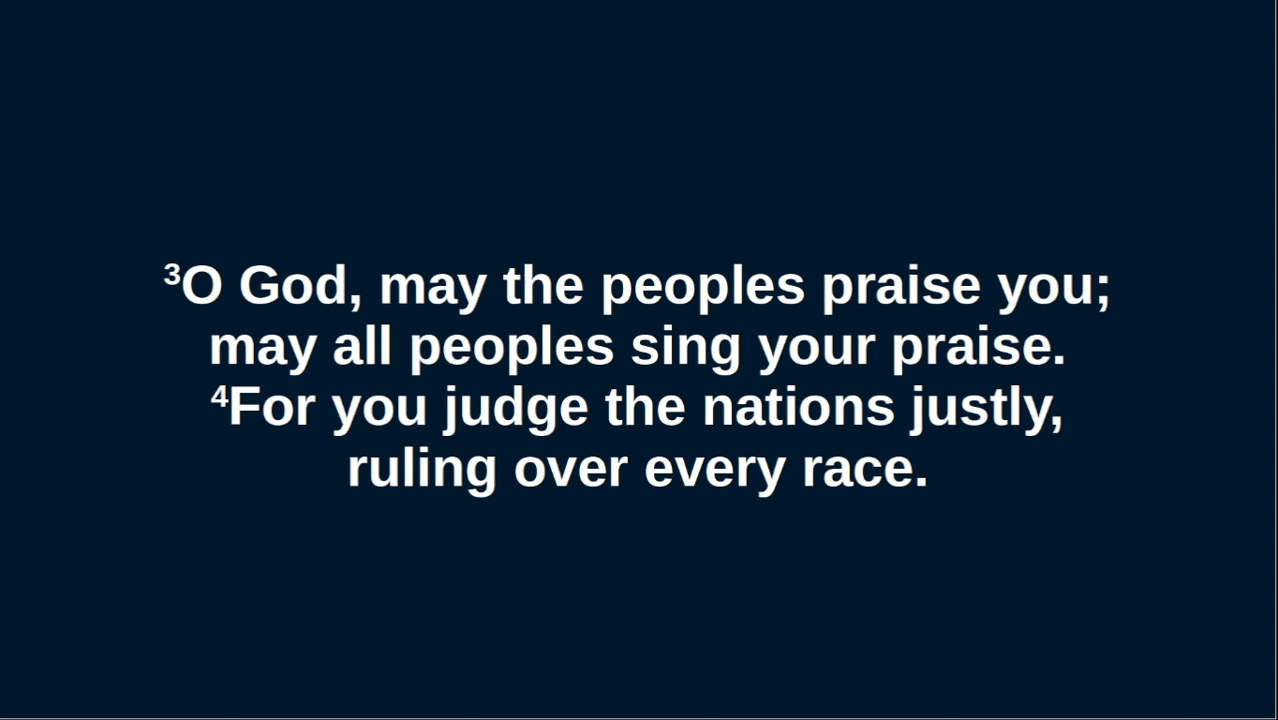 ³O God, may the peoples praise you;
may all peoples sing your praise.
⁴For you judge the nations justly,
ruling over every race.